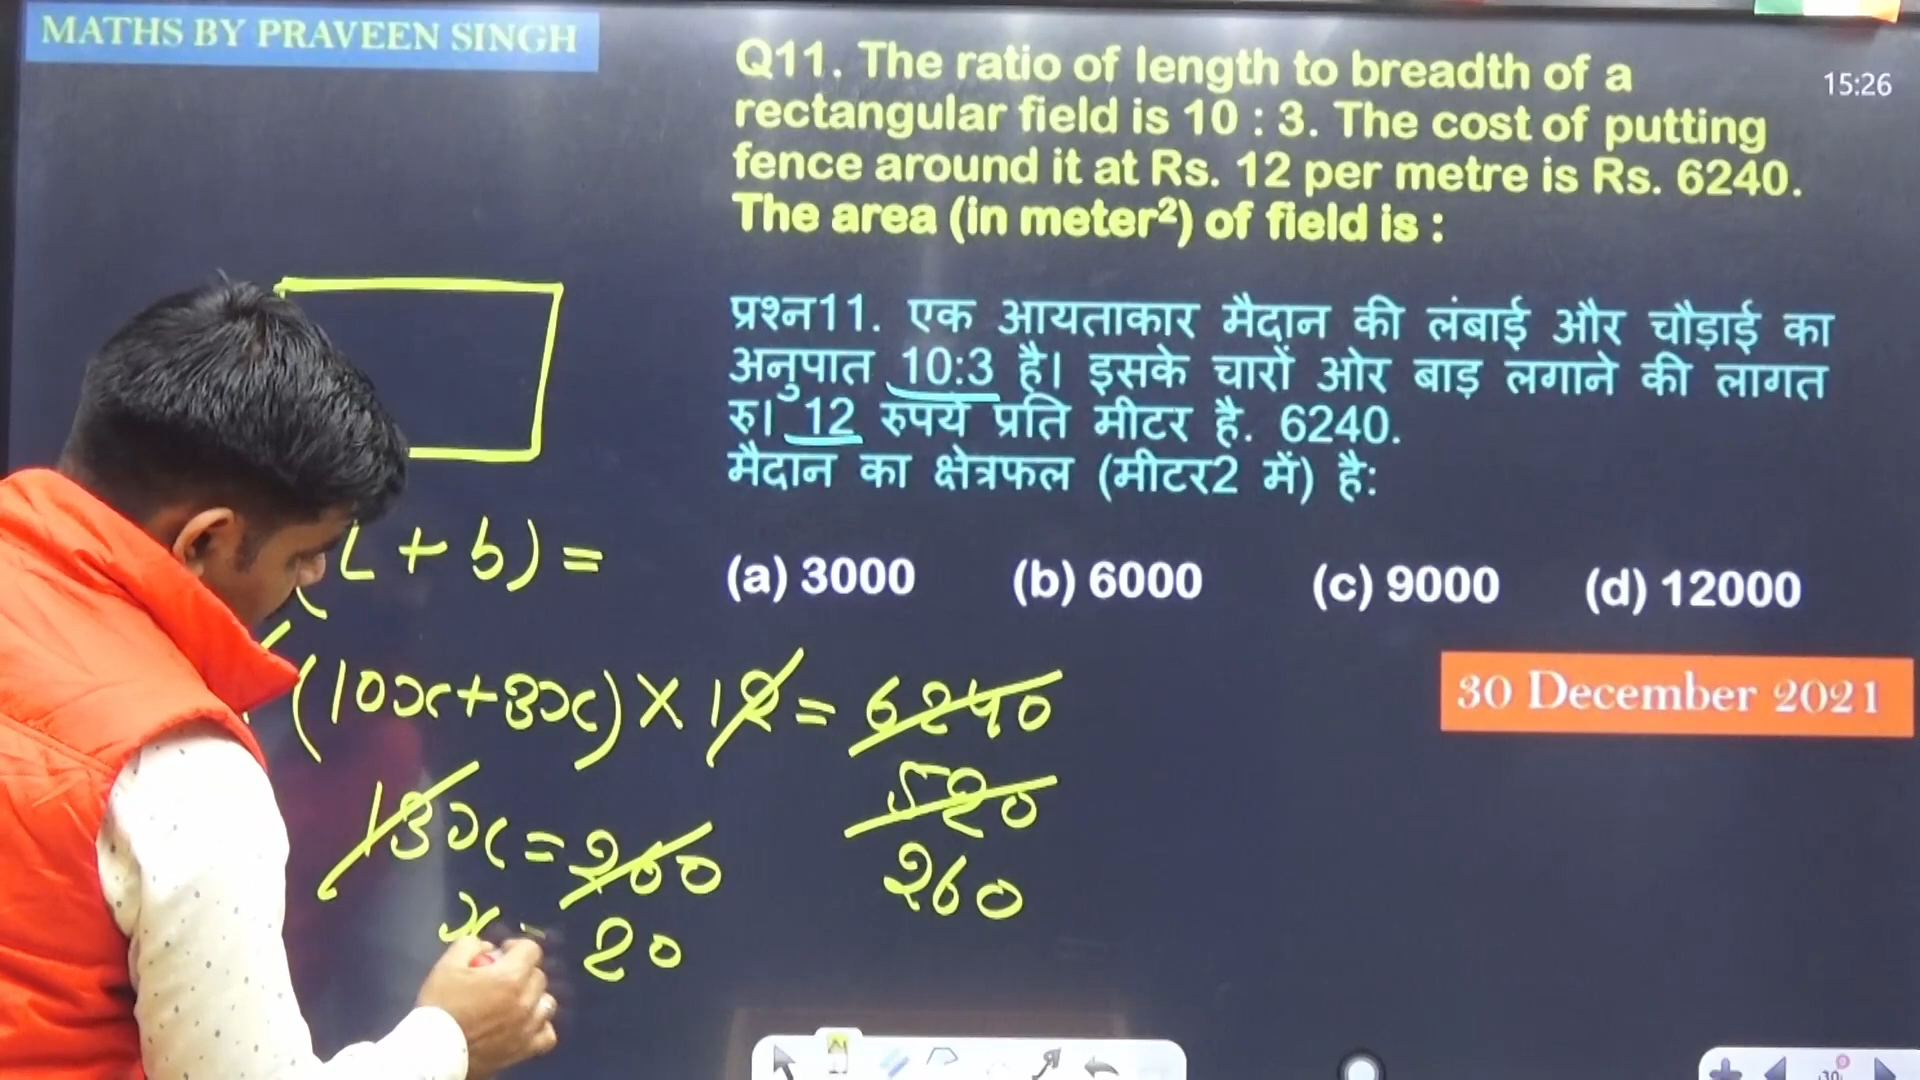 MATHS BY PRAVEEN SINGH
Q11. The ratio of length to breadth of a
rectangular field is 10 : 3. The cost of putting
fence around it at Rs. 12 per metre is Rs. 6240.
The area (in meter²) of field is :
15:26
प्रश्न11. एक आयताकार मैदान की लंबाई और चौड़ाई का
अनुपात 10:3 है। इसके चारों ओर बाड़ लगाने की लागत
रु। 12 रुपये प्रति मीटर है. 6240.
मैदान का क्षेत्रफल (मीटर2 में) है:
(a) 3000 (b) 6000 (c) 9000 (d) 12000
30 December 2021
(l + b) =
(10x+3x) × 12 = 6240
520
13x = 260
260
x = 20
30